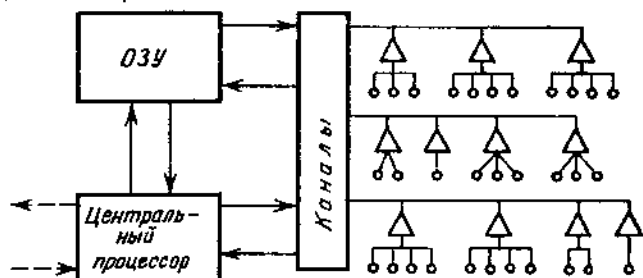 ОЗУ
Каналы
Централь-
ный
процессор